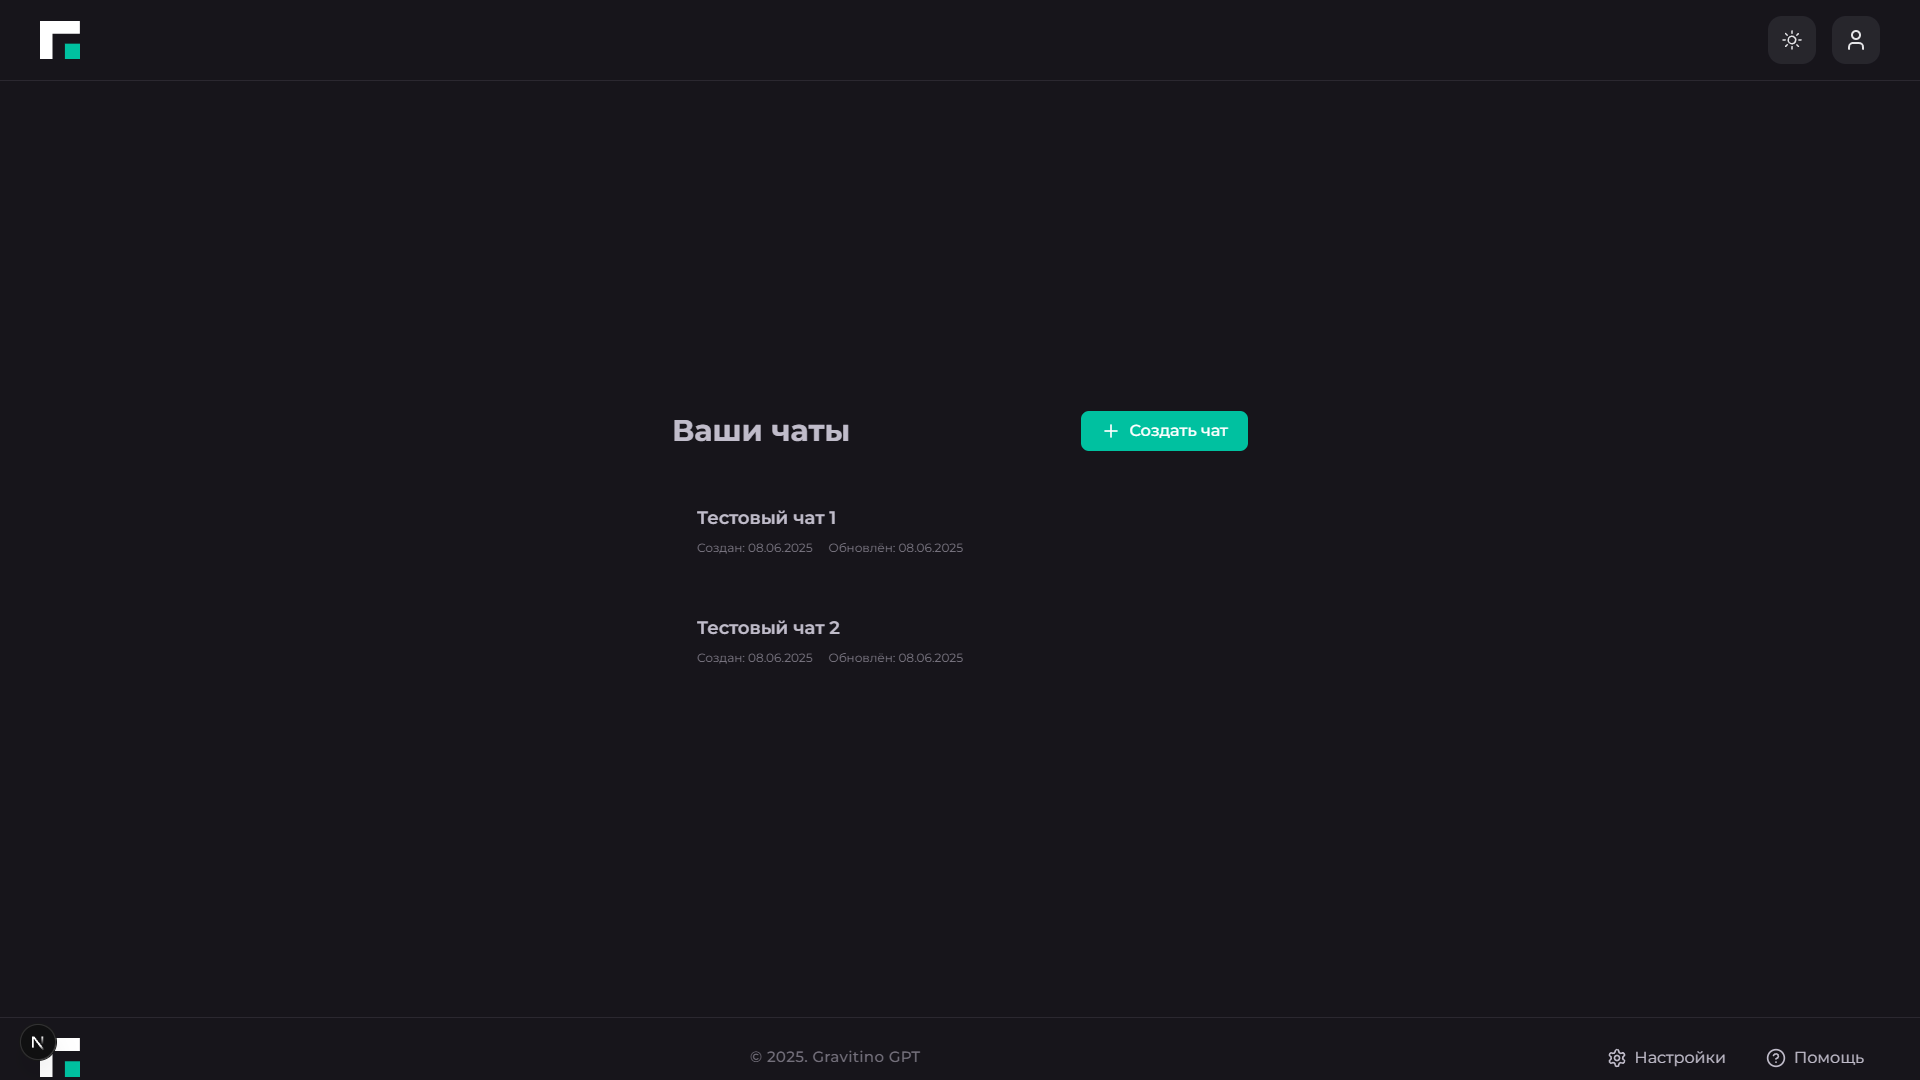 Ваши чаты
Создать чат
Тестовый чат 1
Создан: 08.06.2025 Обновлён: 08.06.2025
Тестовый чат 2
Создан: 08.06.2025 Обновлён: 08.06.2025
N
© 2025. Gravitino GPT
Настройки
Помощь